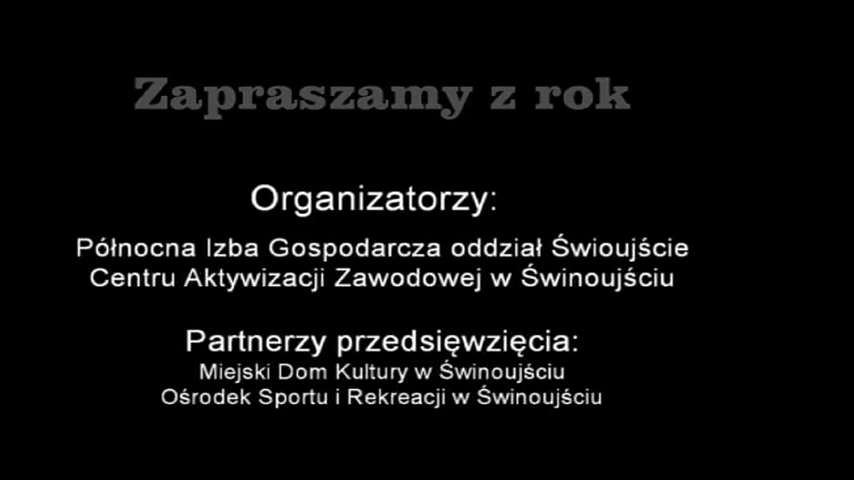 Zapraszamy z rok
Organizatorzy:
Północna Izba Gospodarcza oddział Świoujście
Centru Aktywizacji Zawodowej w Świnoujściu
Partnerzy przedsięwzięcia:
Miejski Dom Kultury w Świnoujściu
Ośrodek Sportu i Rekreacji w Świnoujściu